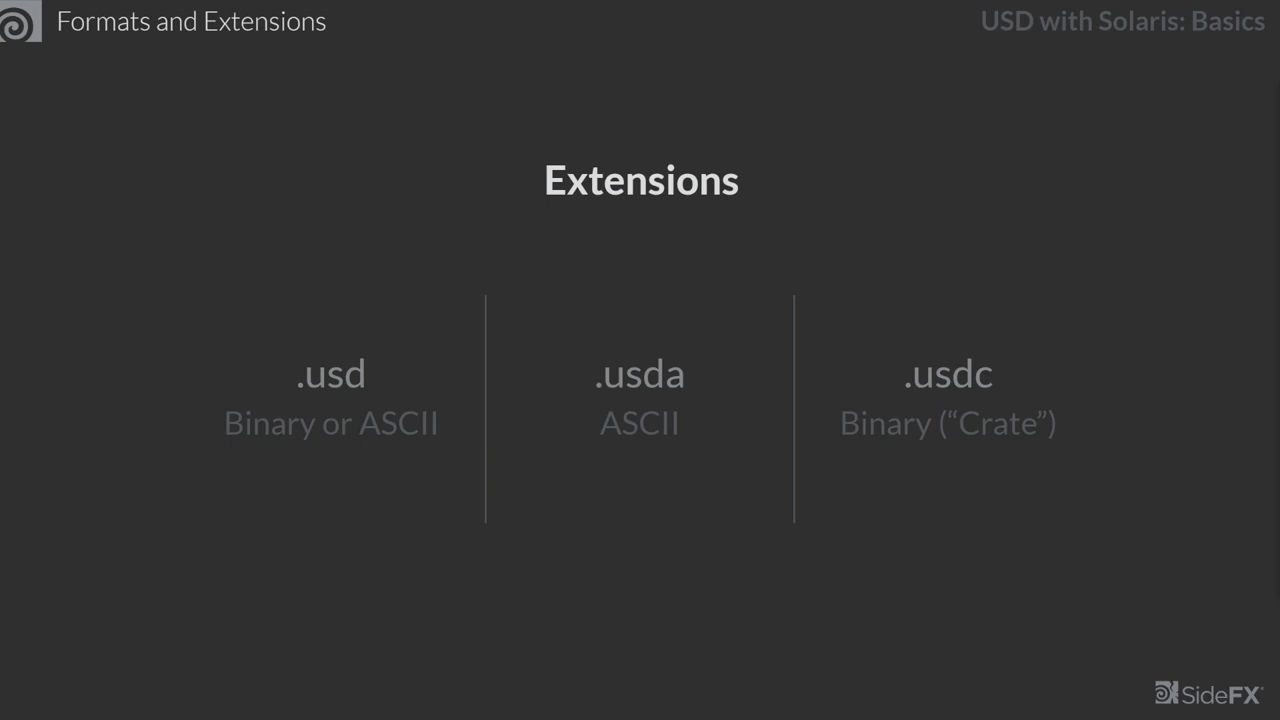 Formats and Extensions
USD with Solaris: Basics
Extensions
.usd
Binary or ASCII
.usda
ASCII
.usdc
Binary (“Crate”)
SideFX